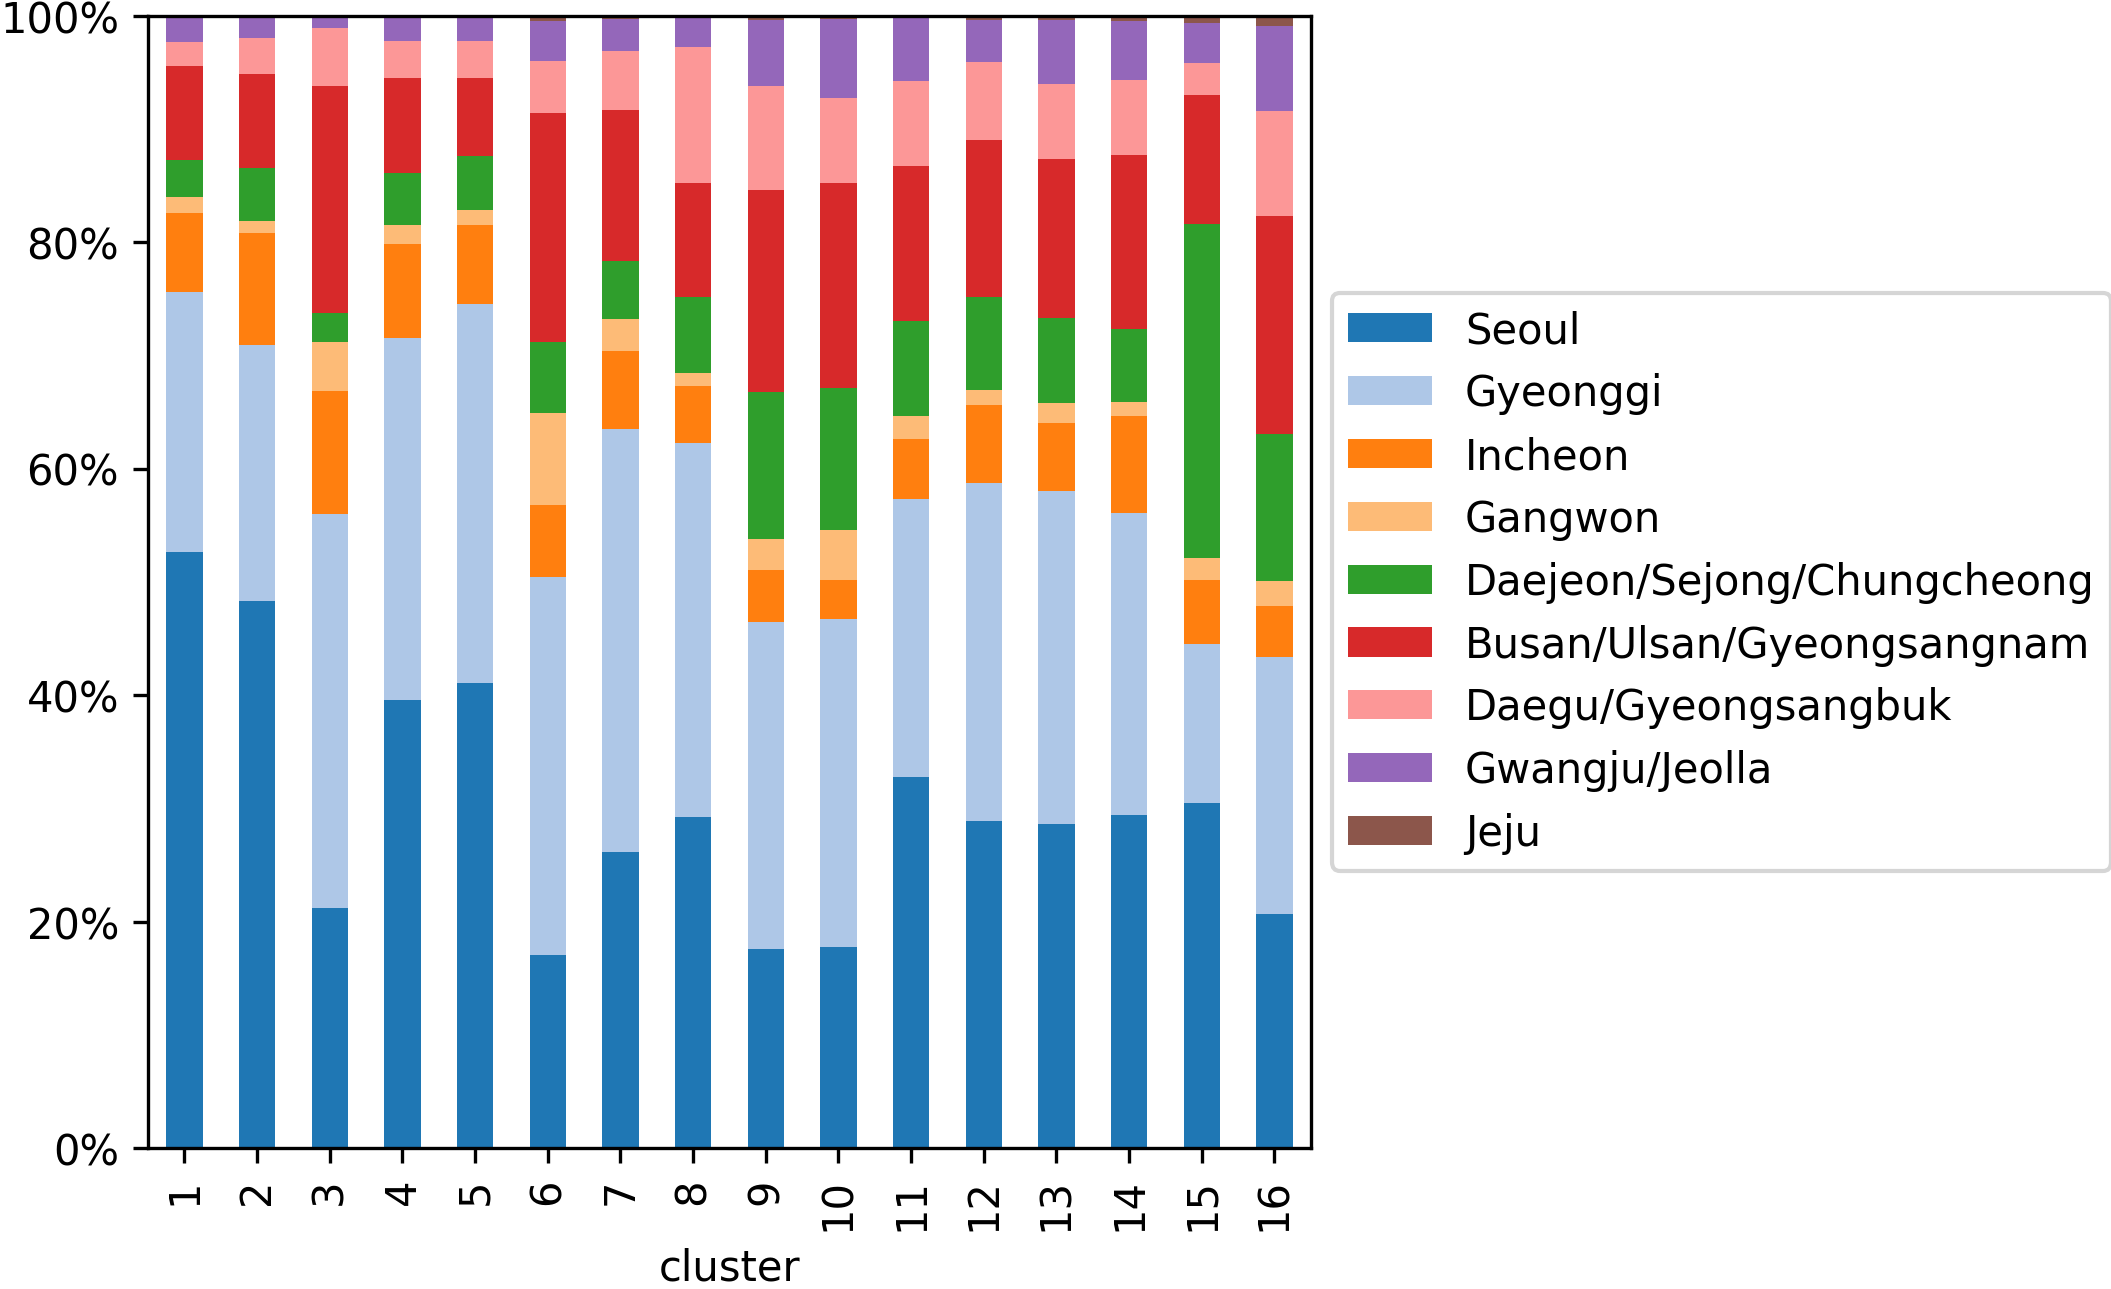 100%
80%
60%
40%
20%
0%
1
2
3
4
5
6
7
8
9
10
11
12
13
14
15
16
cluster
Seoul
Gyeonggi
Incheon
Gangwon
Daejeon/Sejong/Chungcheong
Busan/Ulsan/Gyeongsangnam
Daegu/Gyeongsangbuk
Gwangju/Jeolla
Jeju